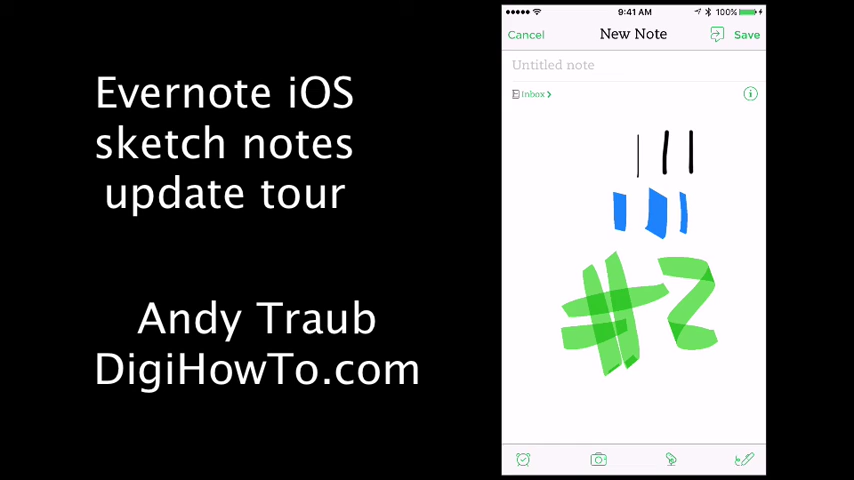 Evernote iOS
sketch notes
update tour
Andy Traub
DigiHowTo.com
9:41 AM
100%
Cancel
New Note
Save
Untitled note
Inbox
#2